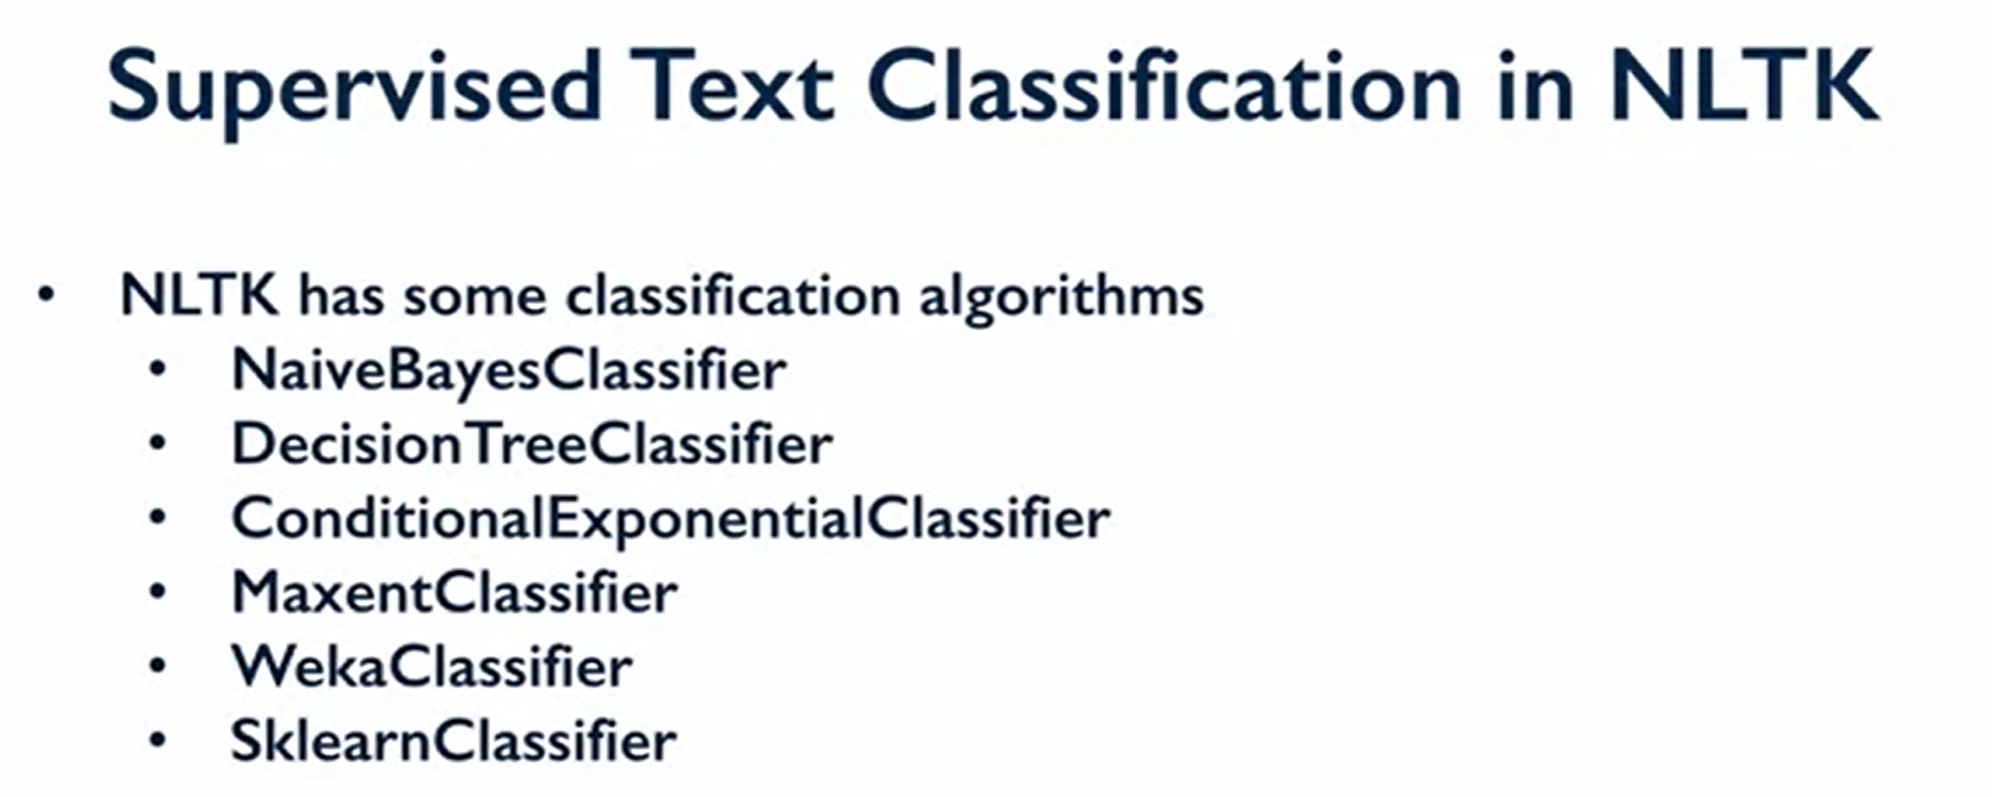 Supervised Text Classification in NLTK
• NLTK has some classification algorithms
• NaiveBayesClassifier
• DecisionTreeClassifier
• ConditionalExponentialClassifier
• MaxentClassifier
• WekaClassifier
• SklearnClassifier